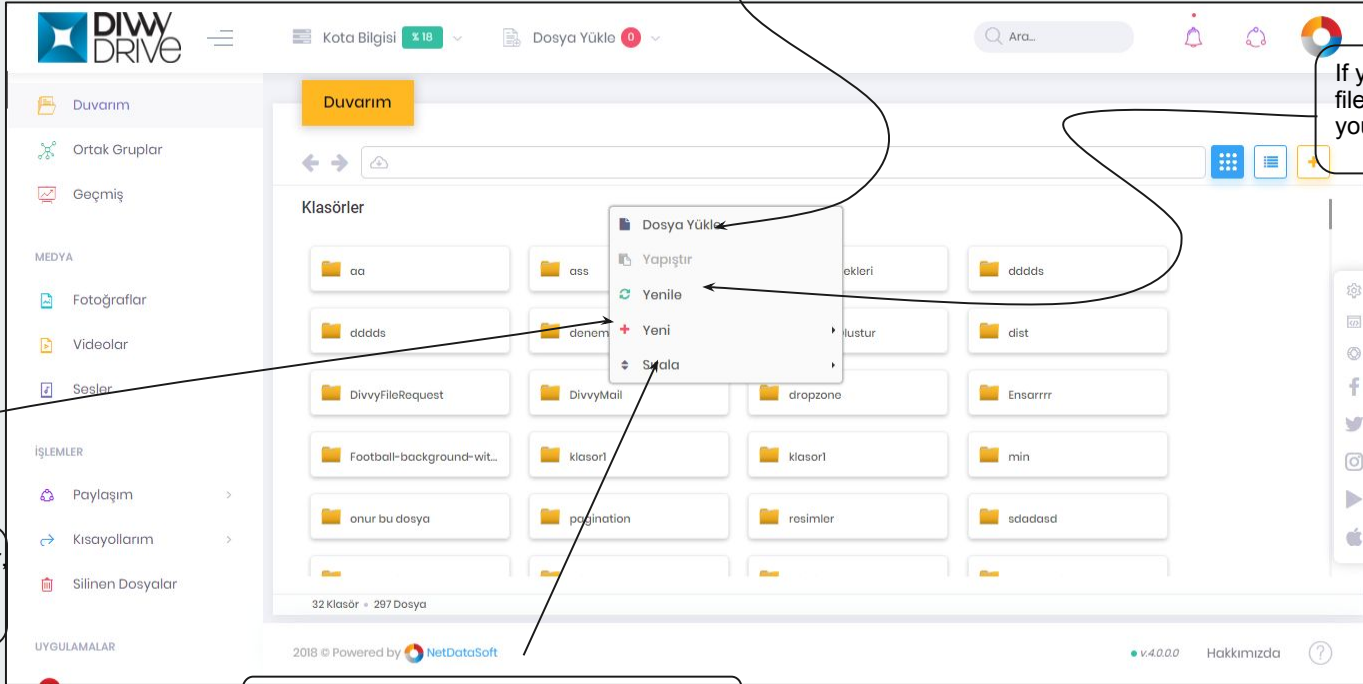 DIVVY
DRIVE
Kota Bilgisi % 18
Dosya Yükle 0
Ara...
Duvarım
Ortak Gruplar
Geçmiş
MEDYA
Fotoğraflar
Videolar
Sesler
İŞLEMLER
Paylaşım
Kısayollarım
Silinen Dosyalar
UYGULAMALAR
Duvarım
If
file
Klasörler
Dosya Yükle
Yapıştır
Yenile
Yeni
Sırala
aa
ass
ekleri
dddds
dddds
denem
lustur
dist
DivvyFileRequest
DivvyMail
dropzone
Ensarrrr
Football-background-wit...
klasor1
klasor1
min
onur bu dosya
pagination
resimler
sdadasd
32 Klasör • 297 Dosya
2018 © Powered by NetDataSoft
v.4.0.0.0
Hakkımızda
?